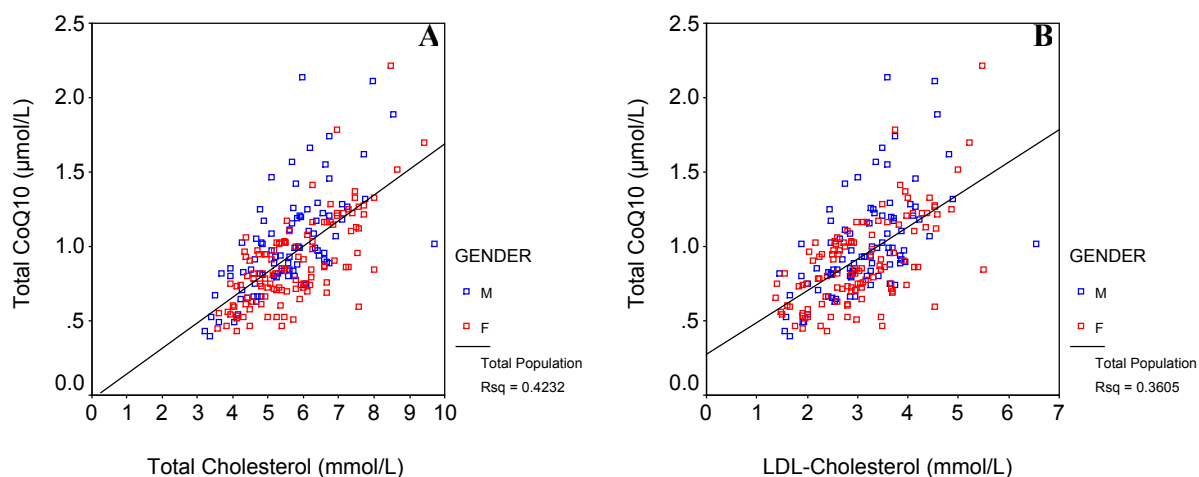 A
Total CoQ10 (μmol/L)
2.5
2.0
1.5
1.0
.5
0.0
0 1 2 3 4 5 6 7 8 9 10
Total Cholesterol (mmol/L)
GENDER
M
F
Total Population
Rsq = 0.4232
B
Total CoQ10 (μmol/L)
2.5
2.0
1.5
1.0
.5
0.0
0 1 2 3 4 5 6 7
LDL-Cholesterol (mmol/L)
GENDER
M
F
Total Population
Rsq = 0.3605